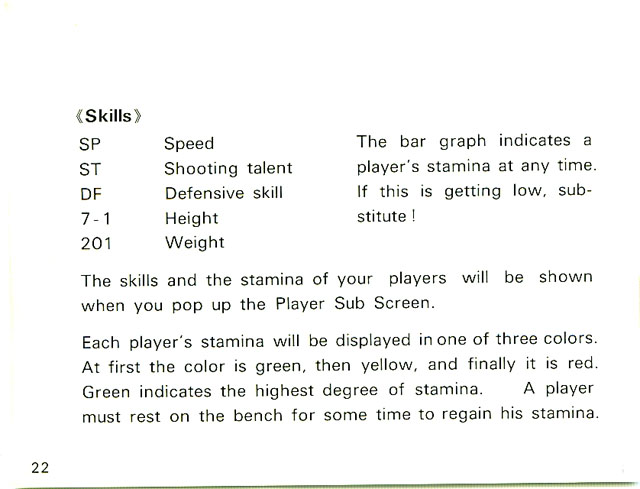 《Skills》
SP Speed
ST Shooting talent
DF Defensive skill
7-1 Height
201 Weight
The bar graph indicates a
player's stamina at any time.
If this is getting low, sub-
stitute !
The skills and the stamina of your players will be shown
when you pop up the Player Sub Screen.
Each player's stamina will be displayed in one of three colors.
At first the color is green, then yellow, and finally it is red.
Green indicates the highest degree of stamina. A player
must rest on the bench for some time to regain his stamina.
22